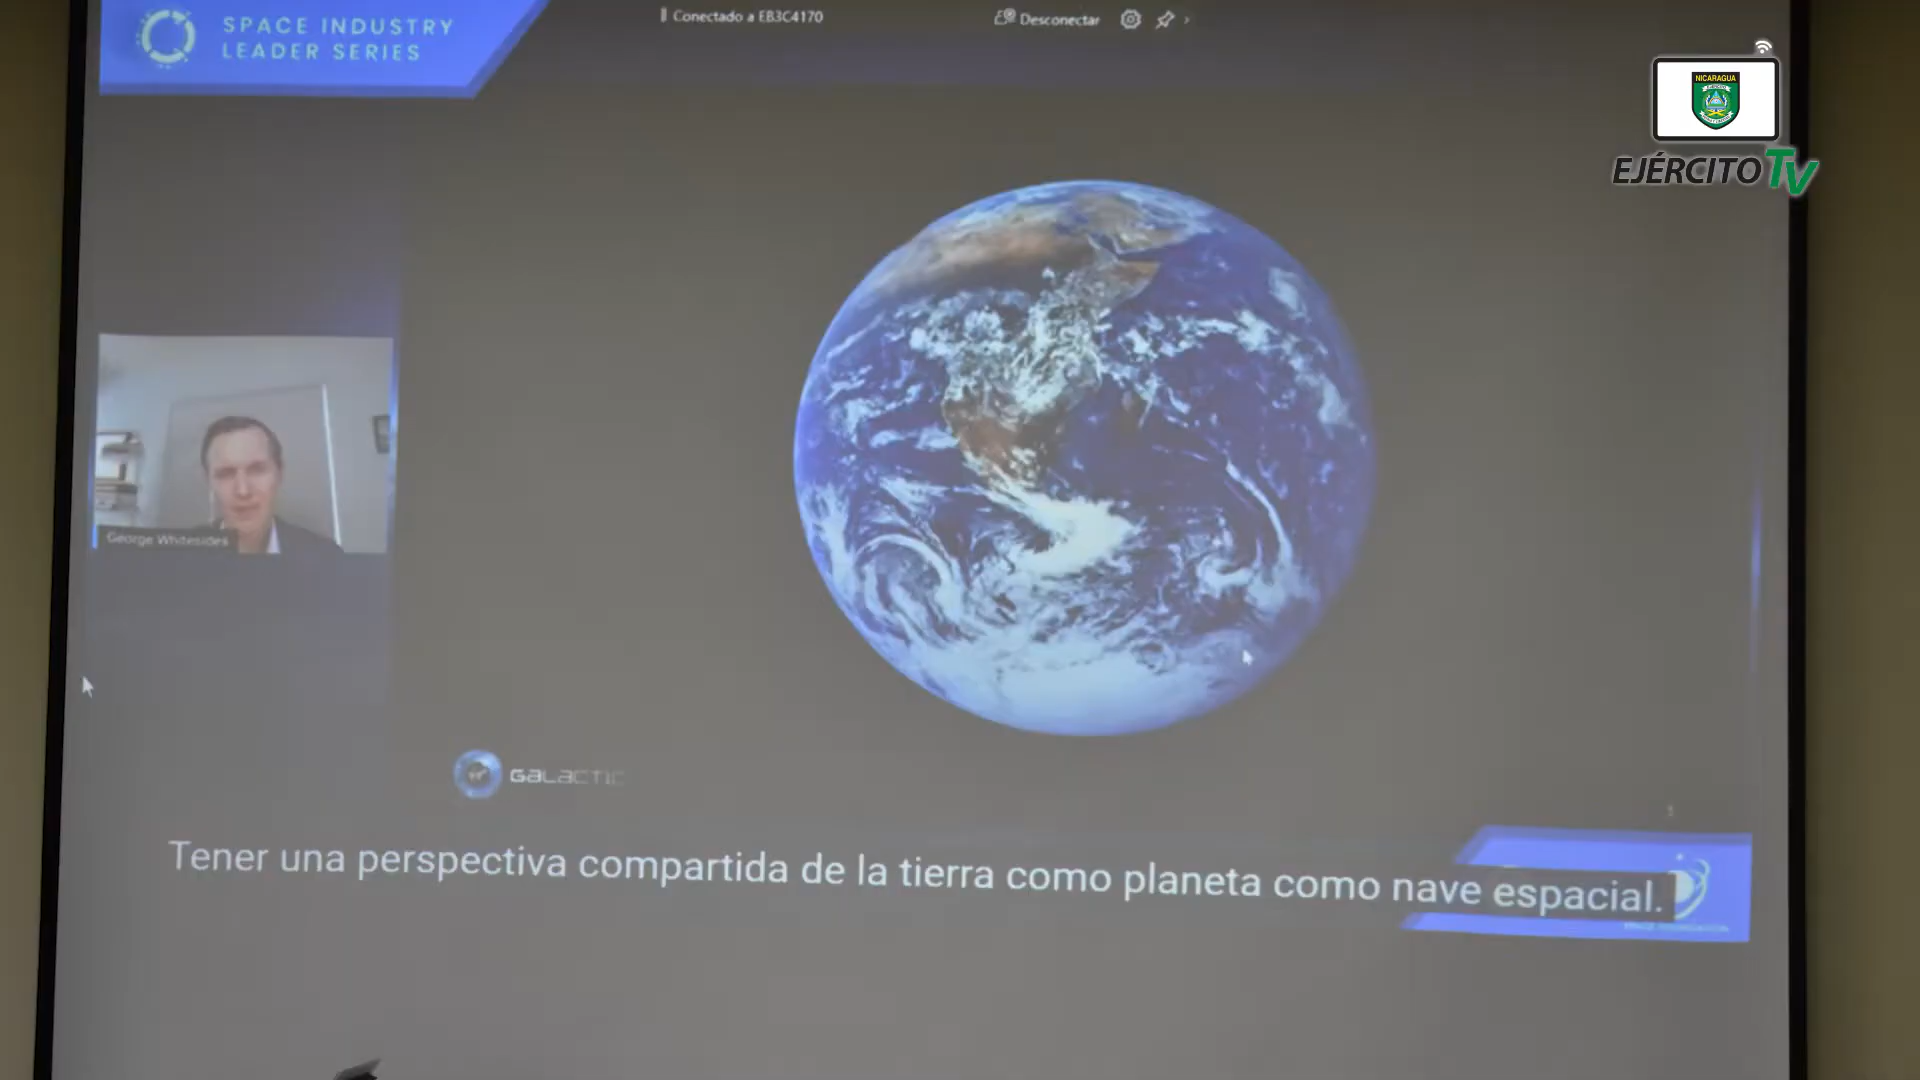 SPACE INDUSTRY
LEADER SERIES
Conectado a EB3C4170
Desconectar
NICARAGUA
EJÉRCITO TV
George Whitesides
GALACTIC
Tener una perspectiva compartida de la tierra como planeta como nave espacial.